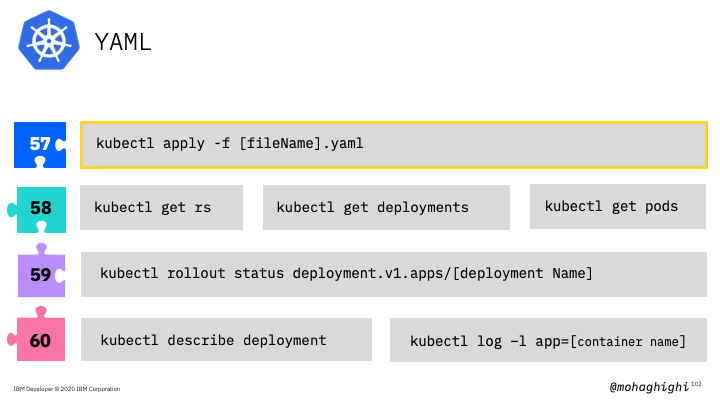 YAML
57
kubectl apply -f [fileName].yaml
58
kubectl get rs
kubectl get deployments
kubectl get pods
59
kubectl rollout status deployment.v1.apps/[deployment Name]
60
kubectl describe deployment
kubectl log –l app=[container name]
IBM Developer © 2020 IBM Corporation
@mohaghighi 102